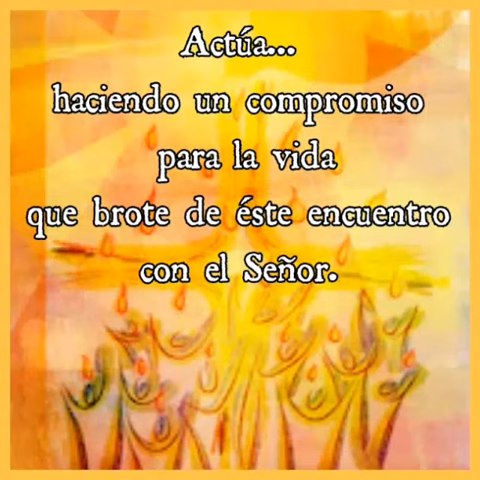 Actúa...
haciendo un compromiso
para la vida
que brote de éste encuentro
con el Señor.